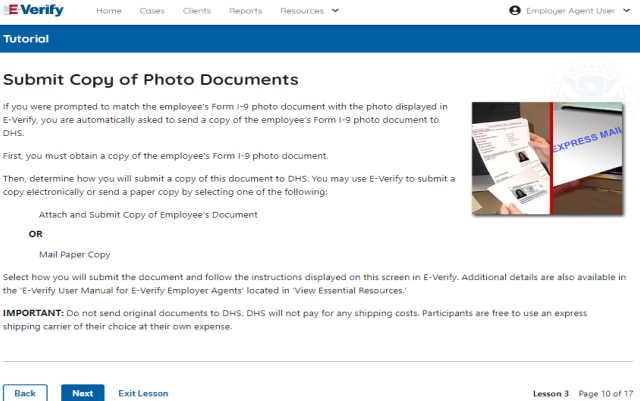 E-Verify Home Cases Clients Reports Resources Employer Agent User
Tutorial
Submit Copy of Photo Documents
If you were prompted to match the employee's Form I-9 photo document with the photo displayed in
E-Verify, you are automatically asked to send a copy of the employee's Form I-9 photo document to
DHS.
First, you must obtain a copy of the employee's Form I-9 photo document.
Then, determine how you will submit a copy of this document to DHS. You may use E-Verify to submit a
copy electronically or send a paper copy by selecting one of the following:
Attach and Submit Copy of Employee's Document
OR
Mail Paper Copy
EXPRESS MAIL
Select how you will submit the document and follow the instructions displayed on this screen in E-Verify. Additional details are also available in
the 'E-Verify User Manual for E-Verify Employer Agents' located in 'View Essential Resources.'
IMPORTANT: Do not send original documents to DHS. DHS will not pay for any shipping costs. Participants are free to use an express
shipping carrier of their choice at their own expense.
Back Next Exit Lesson Lesson 3 Page 10 of 17